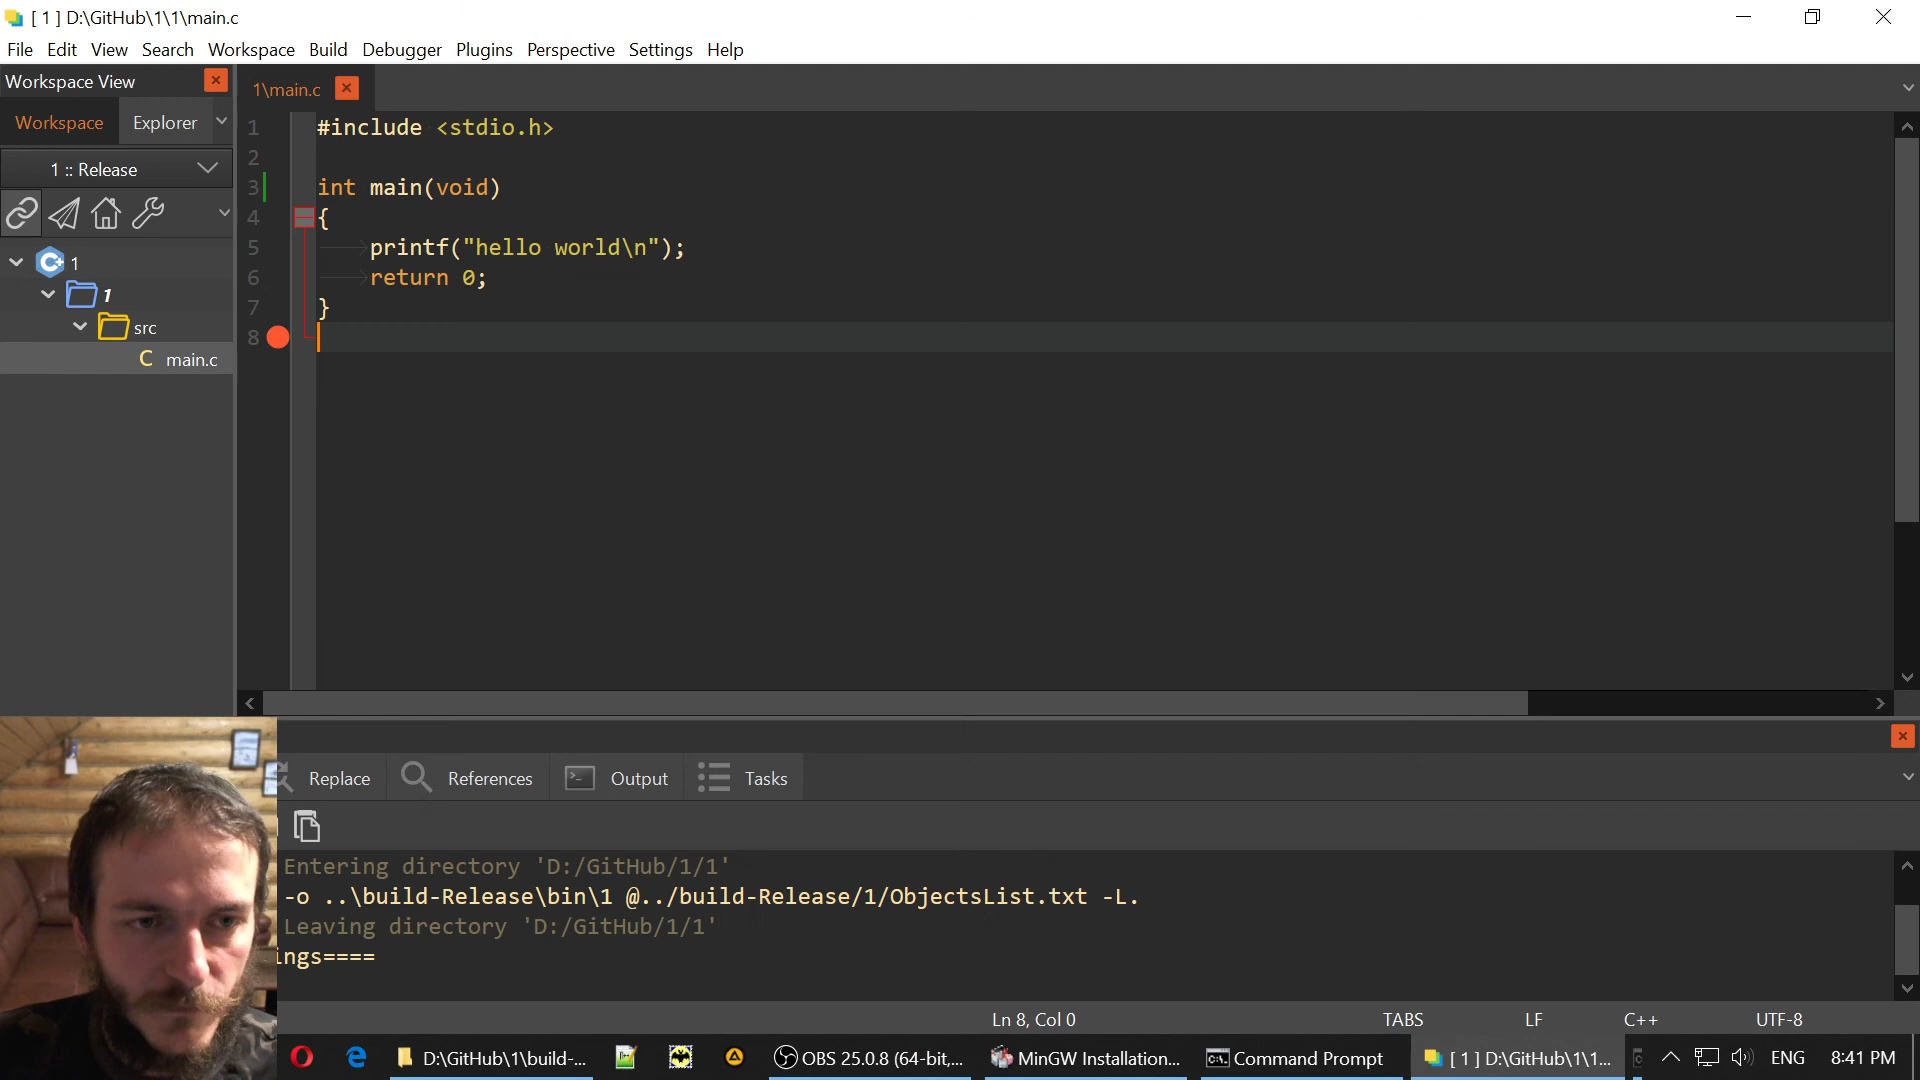 [ 1 ] D:\GitHub\1\1\main.c
File Edit View Search Workspace Build Debugger Plugins Perspective Settings Help
Workspace View
1\main.c
Workspace Explorer
1 :: Release
1
1
src
C main.c
1 #include <stdio.h>
2
3 int main(void)
4 {
5 printf("hello world\n");
6 return 0;
7 }
8
Replace References Output Tasks
Entering directory 'D:/GitHub/1/1'
-o ..\build-Release\bin\1 @../build-Release/1/ObjectsList.txt -L.
Leaving directory 'D:/GitHub/1/1'
ings====
Ln 8, Col 0 TABS LF C++ UTF-8
D:\GitHub\1\build-... OBS 25.0.8 (64-bit,... MinGW Installation... Command Prompt [ 1 ] D:\GitHub\1\1... ENG 8:41 PM